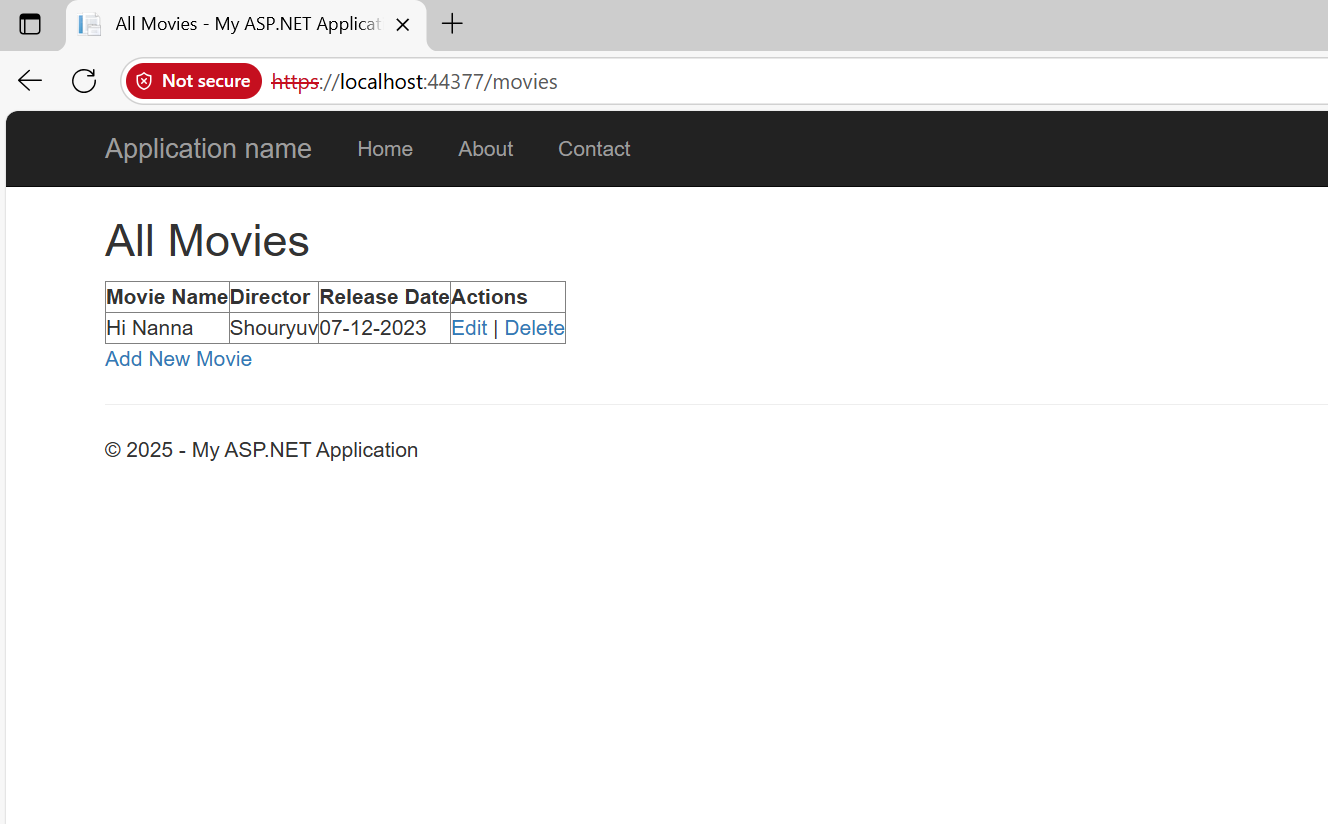 All Movies - My ASP.NET Applicat
Not secure https://localhost:44377/movies
Application name Home About Contact
All Movies
Movie Name Director Release Date Actions
Hi Nanna Shouryuv 07-12-2023 Edit | Delete
Add New Movie
© 2025 - My ASP.NET Application